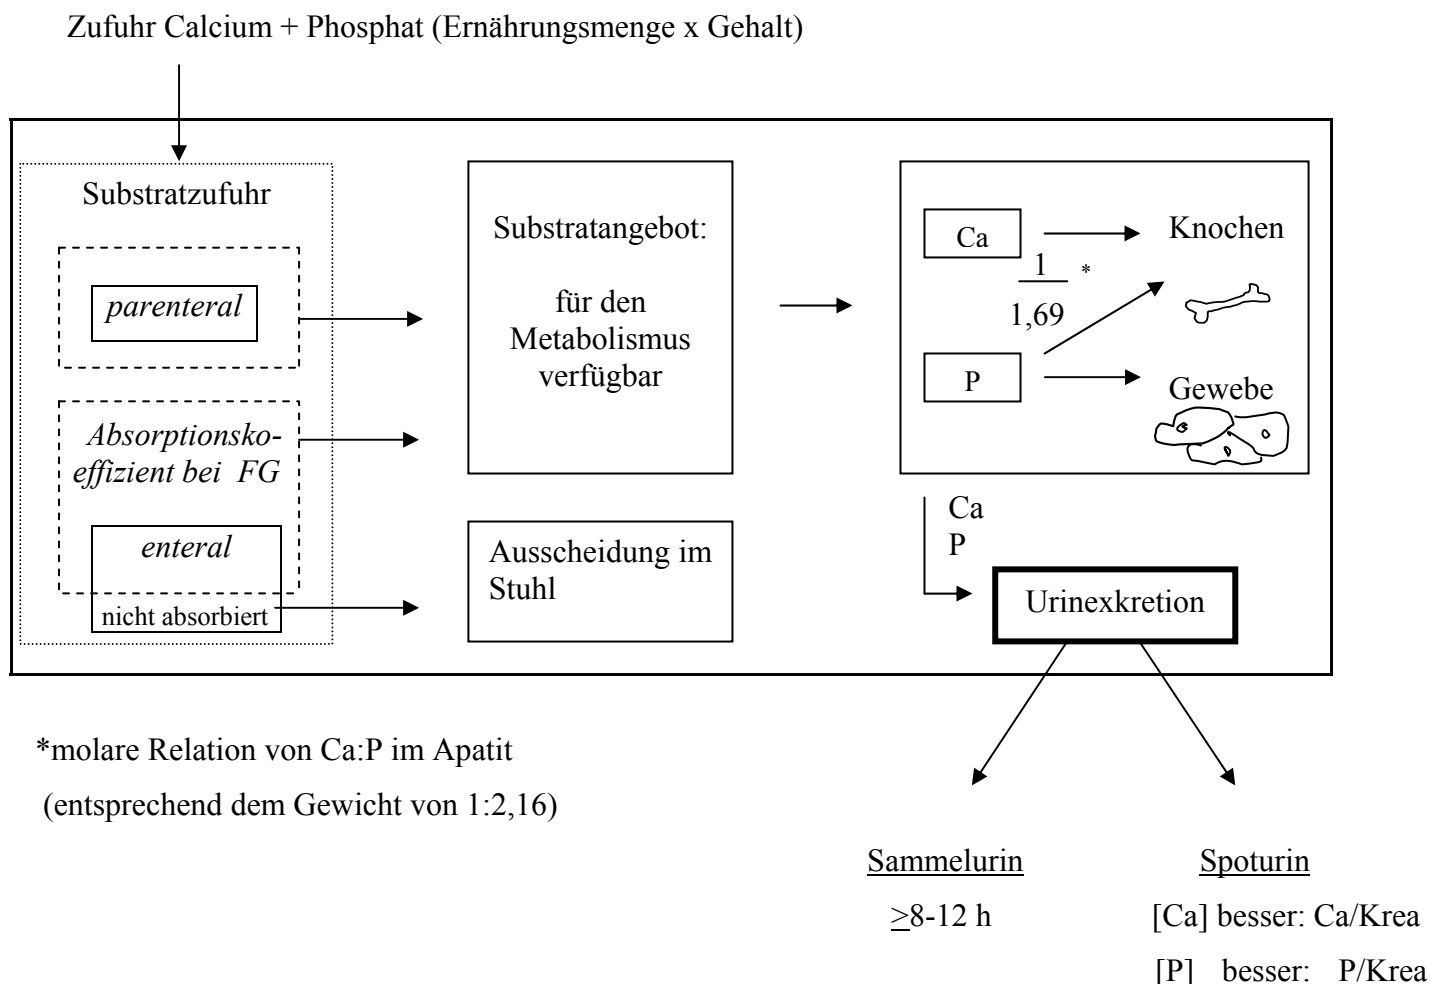 Zufuhr Calcium + Phosphat (Ernährungsmenge x Gehalt)
Substratzufuhr
parenteral
Absorptionsko-
effizient bei FG
enteral
nicht absorbiert
Substratangebot:
für den
Metabolismus
verfügbar
Ausscheidung im
Stuhl
Ca
Knochen
1 *
1,69
P
Gewebe
Ca
P
Urinexkretion
*molare Relation von Ca:P im Apatit
(entsprechend dem Gewicht von 1:2,16)
Sammelurin
≥8-12 h
Spoturin
[Ca] besser: Ca/Krea
[P] besser: P/Krea